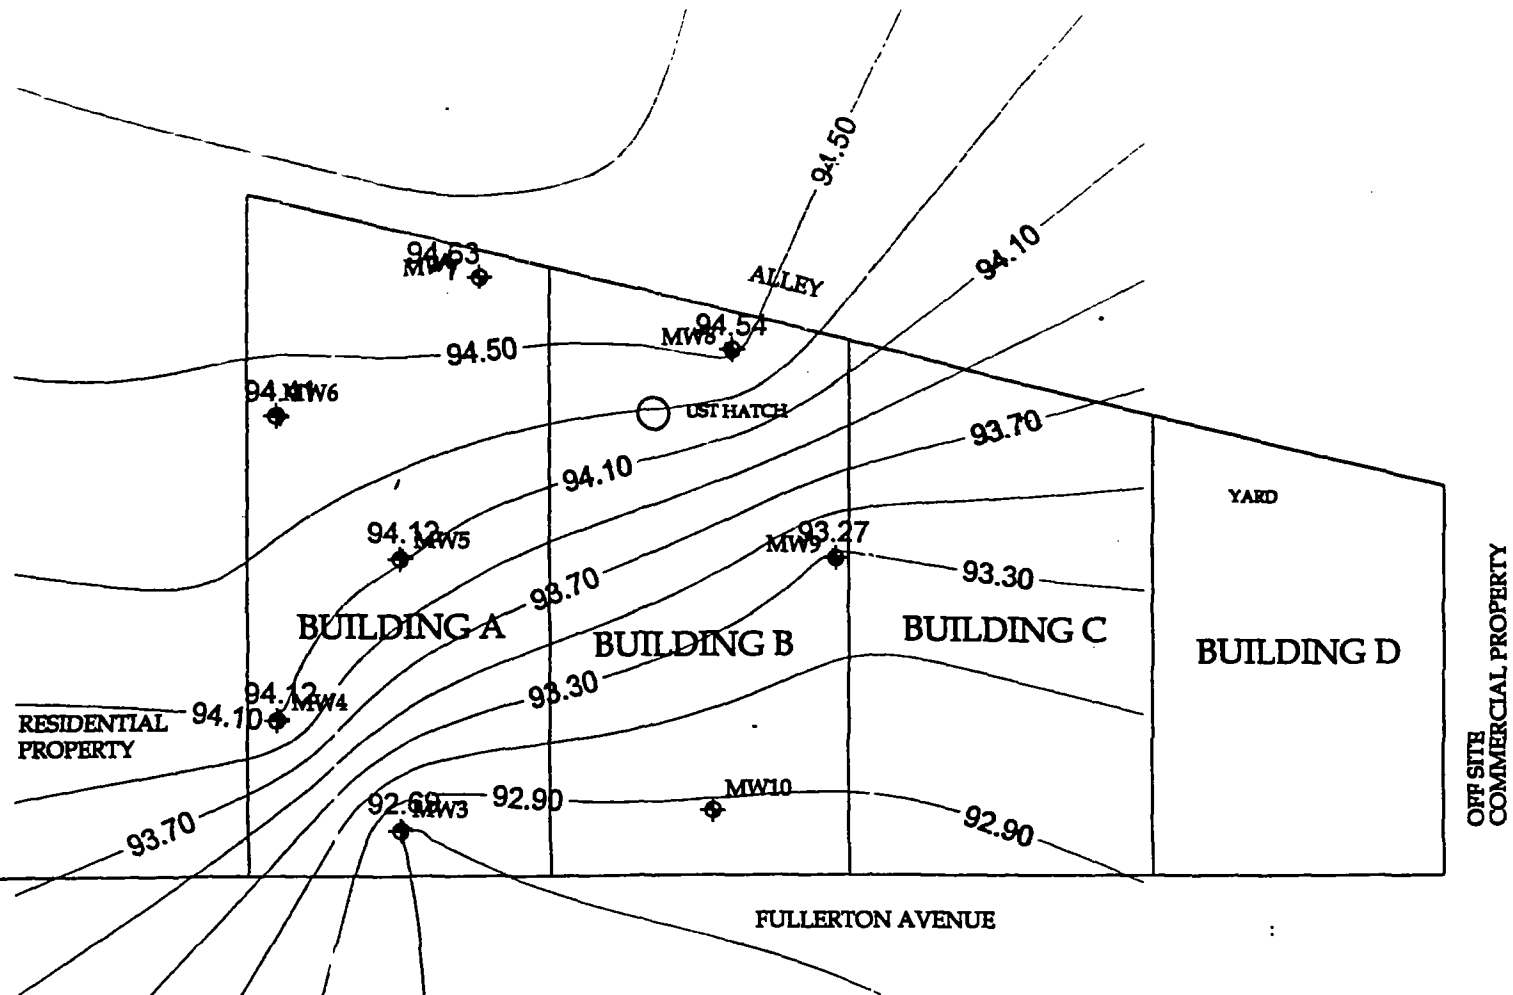 94.50
94.10
94.63
MW7
ALLEY
94.54
MW8
94.50
94.41
MW6
UST HATCH
93.70
94.10
YARD
94.12
MW5
93.27
MW9
93.30
93.70
BUILDING A
BUILDING B
BUILDING C
BUILDING D
93.30
94.12
MW4
94.10
RESIDENTIAL
PROPERTY
OFF SITE
COMMERCIAL PROPERTY
MW10
92.90
92.69
MW3
93.70
92.90
FULLERTON AVENUE